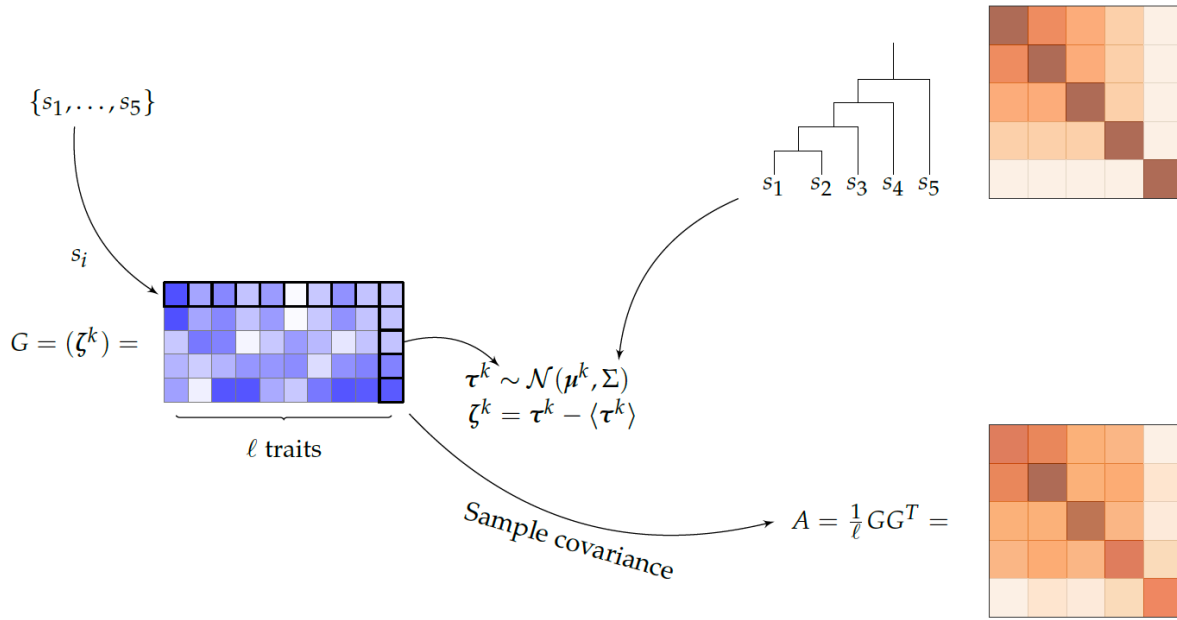 {s₁, . . . , s₅}
s₁ s₂ s₃ s₄ s₅
sᵢ
G = (ζᵏ) =
τᵏ ∼ 𝒩(μᵏ, Σ)
ζᵏ = τᵏ − ⟨τᵏ⟩
ℓ traits
Sample covariance
A = 1/ℓ GGᵀ =